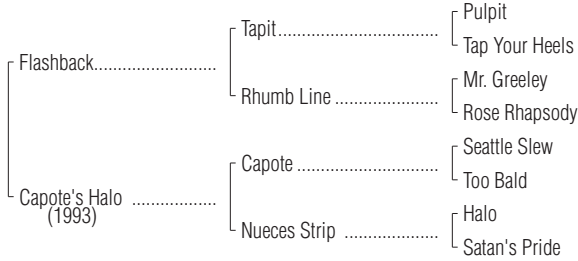 Pulpit
Tapit..........................................
Tap Your Heels
Flashback................................
Mr. Greeley
Rhumb Line ...........................
Rose Rhapsody
Seattle Slew
Capote .....................................
Too Bald
Capote's Halo ......................
(1993)
Halo
Nueces Strip ........................
Satan's Pride